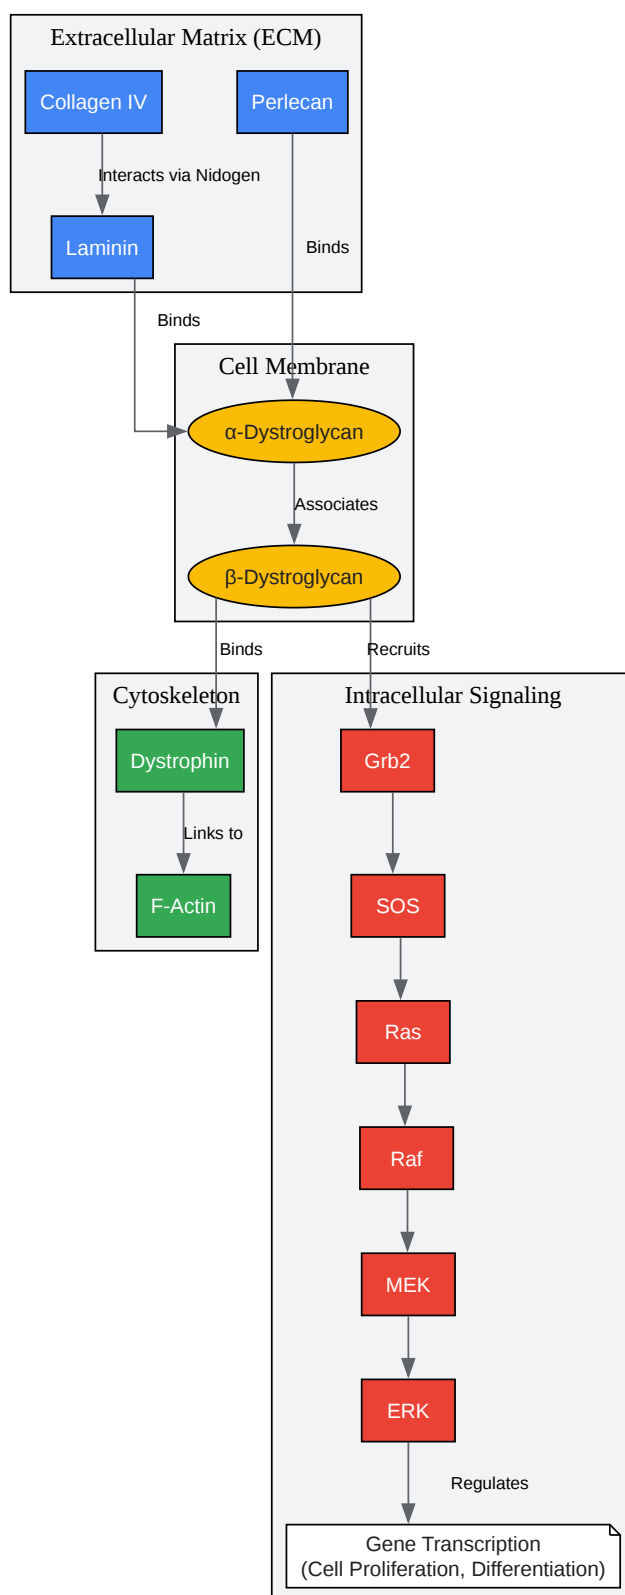 Extracellular Matrix (ECM)
Collagen IV
Perlecan
Interacts via Nidogen
Laminin
Binds
Binds
Cell Membrane
α-Dystroglycan
Associates
β-Dystroglycan
Binds
Recruits
Cytoskeleton
Intracellular Signaling
Dystrophin
Grb2
Links to
F-Actin
SOS
Ras
Raf
MEK
ERK
Regulates
Gene Transcription
(Cell Proliferation, Differentiation)